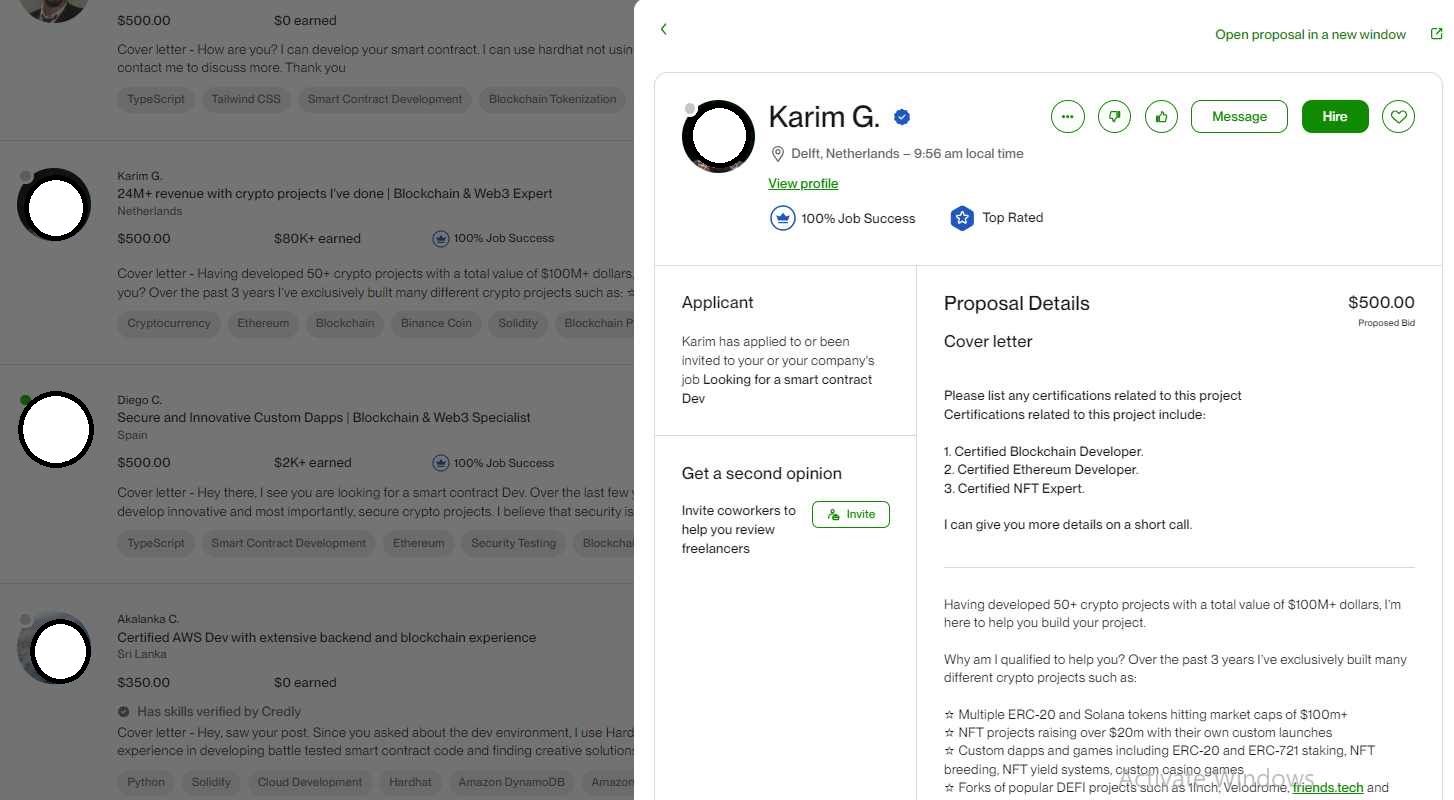 $500.00 $0 earned
Cover letter - How are you? I can develop your smart contract. I can use hardhat not usin
contact me to discuss more. Thank you
TypeScript Tailwind CSS Smart Contract Development Blockchain Tokenization
Karim G.
24M+ revenue with crypto projects I've done | Blockchain & Web3 Expert
Netherlands
$500.00 $80K+ earned 100% Job Success
Cover letter - Having developed 50+ crypto projects with a total value of $100M+ dollars,
you? Over the past 3 years I've exclusively built many different crypto projects such as: ☆
Cryptocurrency Ethereum Blockchain Binance Coin Solidity Blockchain P
Diego C.
Secure and Innovative Custom Dapps | Blockchain & Web3 Specialist
Spain
$500.00 $2K+ earned 100% Job Success
Cover letter - Hey there, I see you are looking for a smart contract Dev. Over the last few y
develop innovative and most importantly, secure crypto projects. I believe that security is
TypeScript Smart Contract Development Ethereum Security Testing Blockchai
Akalanka C.
Certified AWS Dev with extensive backend and blockchain experience
Sri Lanka
$350.00 $0 earned
Has skills verified by Credly
Cover letter - Hey, saw your post. Since you asked about the dev environment, I use Hard
experience in developing battle tested smart contract code and finding creative solutions
Python Solidify Cloud Development Hardhat Amazon DynamoDB Amazon
Open proposal in a new window
Karim G.
Message Hire
Delft, Netherlands – 9:56 am local time
View profile
100% Job Success Top Rated
Applicant
Karim has applied to or been
invited to your or your company's
job Looking for a smart contract
Dev
Get a second opinion
Invite coworkers to
help you review
freelancers
Invite
Proposal Details
$500.00
Proposed Bid
Cover letter
Please list any certifications related to this project
Certifications related to this project include:
1. Certified Blockchain Developer.
2. Certified Ethereum Developer.
3. Certified NFT Expert.
I can give you more details on a short call.
Having developed 50+ crypto projects with a total value of $100M+ dollars, I'm
here to help you build your project.
Why am I qualified to help you? Over the past 3 years I've exclusively built many
different crypto projects such as:
☆ Multiple ERC-20 and Solana tokens hitting market caps of $100m+
☆ NFT projects raising over $20m with their own custom launches
☆ Custom dapps and games including ERC-20 and ERC-721 staking, NFT
breeding, NFT yield systems, custom casino games
☆ Forks of popular DEFI projects such as 1inch, Velodrome, friends.tech and
Activate Windows